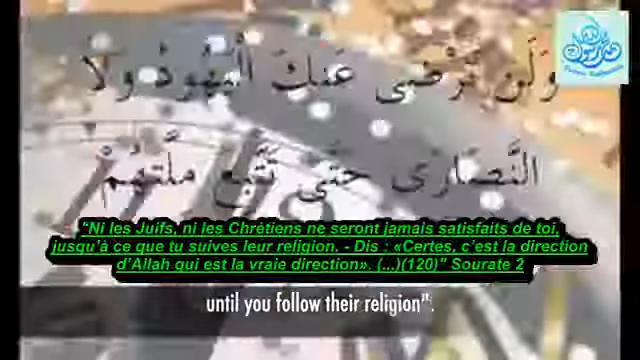 وَلَن تَرْضَى عَنكَ الْيَهُودُ وَلَا
النَّصَارَى حَتَّى تَتَّبِعَ مِلَّتَهُمْ
"Ni les Juifs, ni les Chrétiens ne seront jamais satisfaits de toi,
jusqu'à ce que tu suives leur religion. - Dis : «Certes, c'est la direction
d'Allah qui est la vraie direction». (...)(120)" Sourate 2
until you follow their religion".